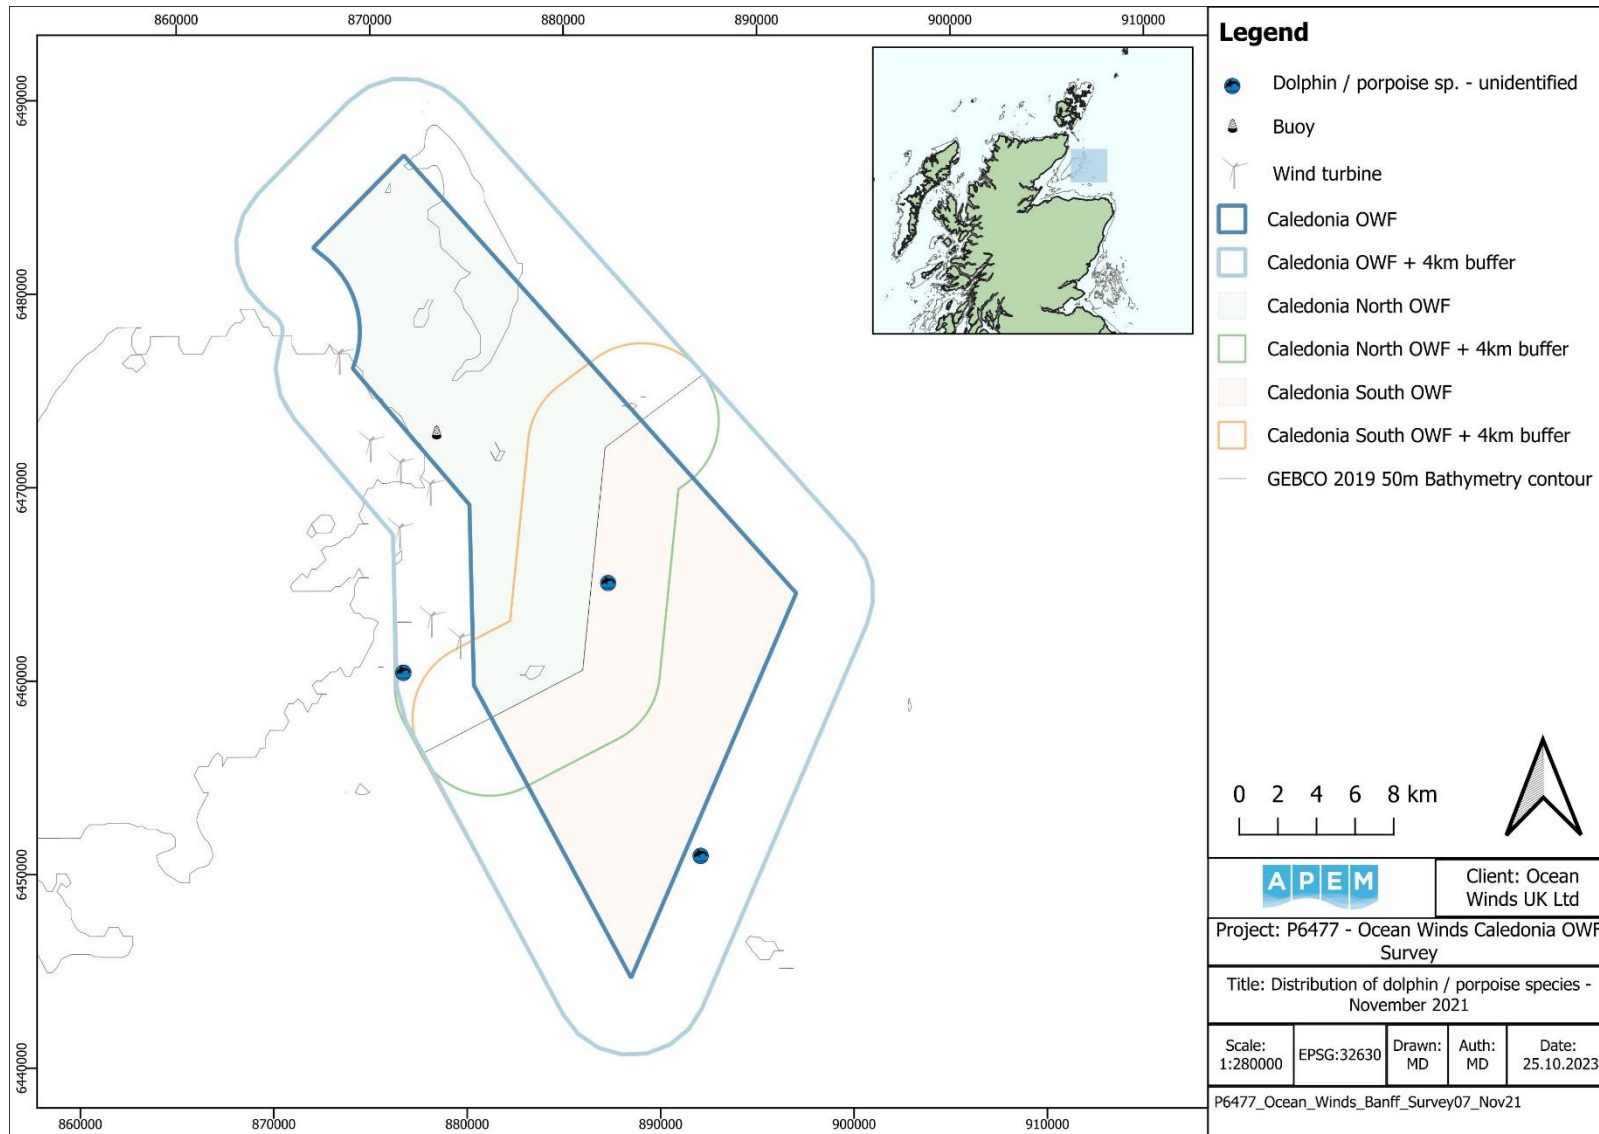 860000 870000 880000 890000 900000 910000
6490000
6480000
6470000
6460000
6450000
6440000
860000 870000 880000 890000 900000 910000
Legend
Dolphin / porpoise sp. - unidentified
Buoy
Wind turbine
Caledonia OWF
Caledonia OWF + 4km buffer
Caledonia North OWF
Caledonia North OWF + 4km buffer
Caledonia South OWF
Caledonia South OWF + 4km buffer
GEBCO 2019 50m Bathymetry contour
0 2 4 6 8 km
APEM
Client: Ocean
Winds UK Ltd
Project: P6477 - Ocean Winds Caledonia OWF
Survey
Title: Distribution of dolphin / porpoise species -
November 2021
Scale:
1:280000
EPSG:32630
Drawn:
MD
Auth:
MD
Date:
25.10.2023
P6477_Ocean_Winds_Banff_Survey07_Nov21